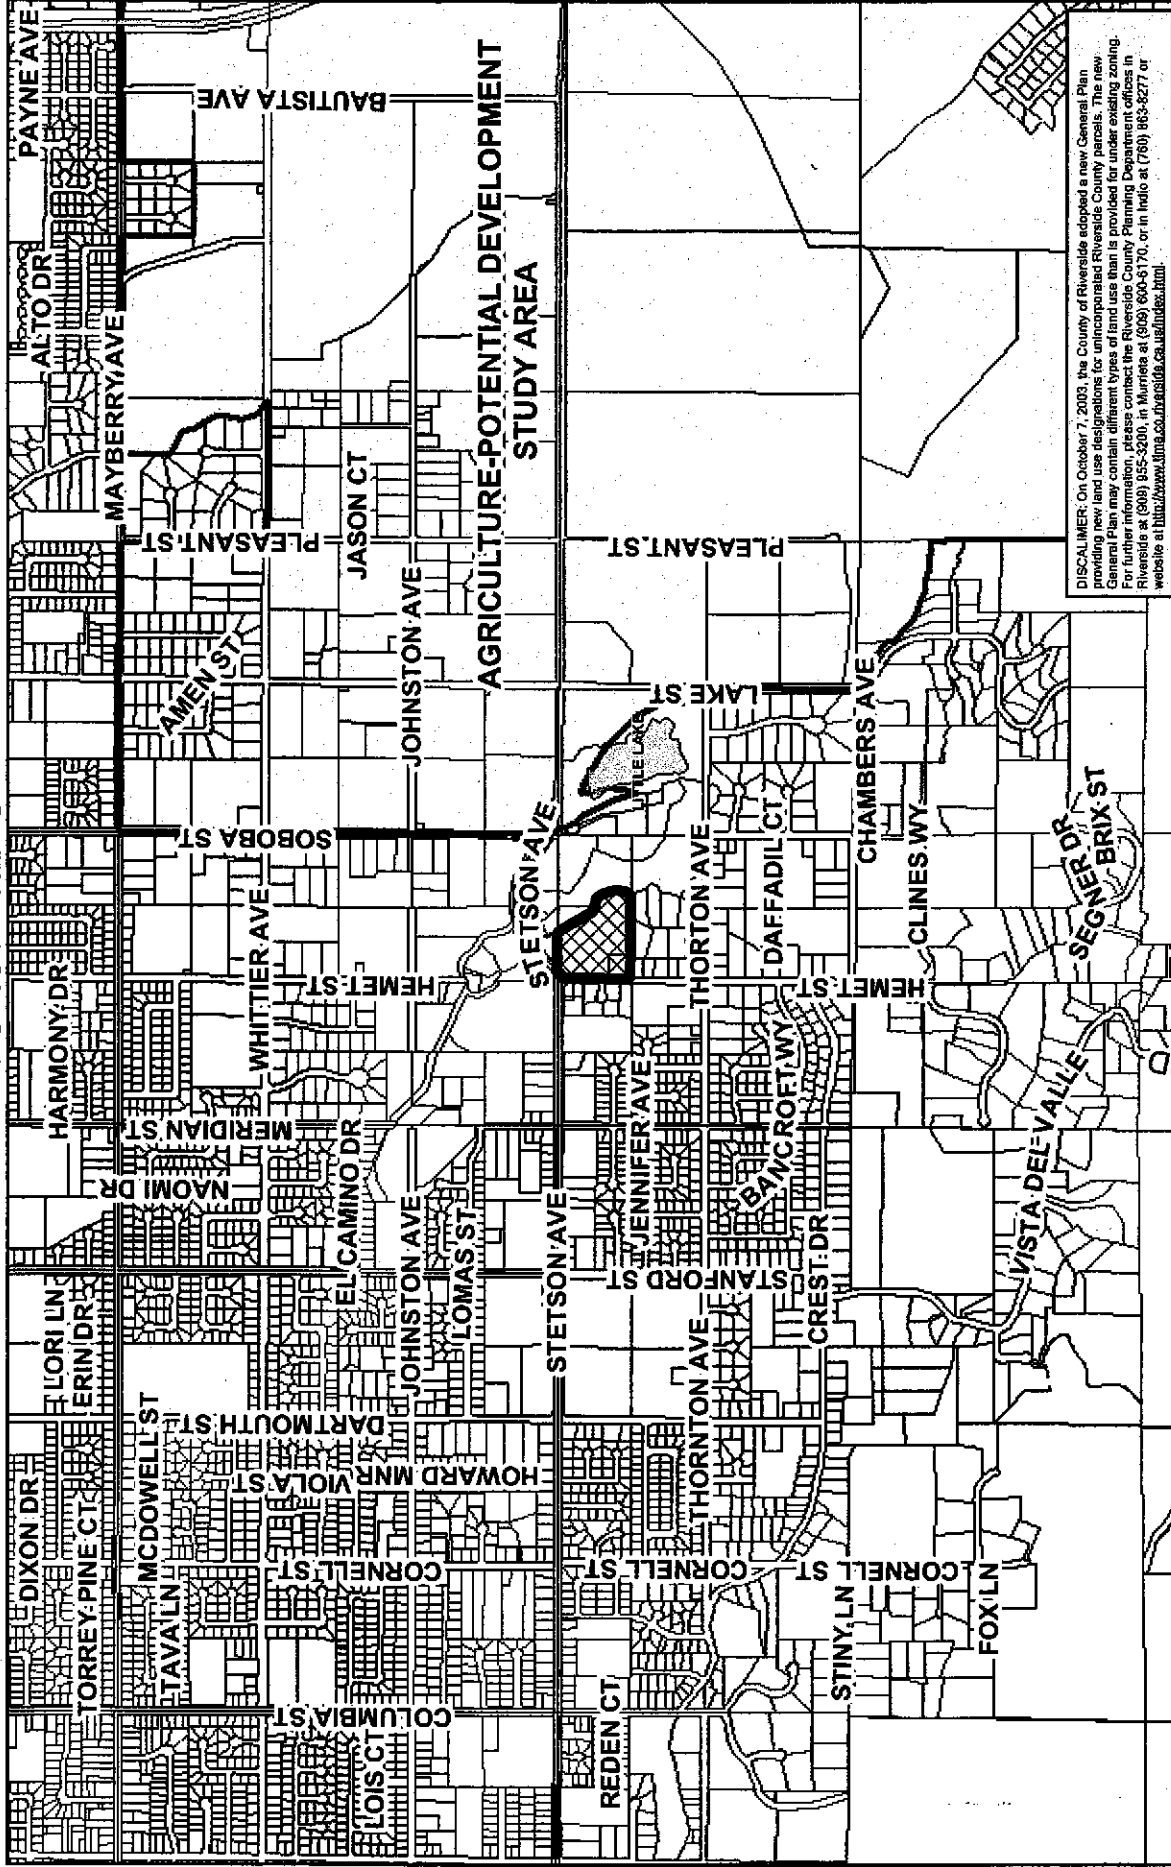 DIXON DR
TORREY PINE CT
LORI LN
ERIN DR
HARMONY DR
ALTO DR
PAYNE AVE
MCDOWELL ST
TAVA LN
NAOMI DR
MERIDIAN ST
MAYBERRY AVE
COLUMBIA ST
LOIS CT
CORNELL ST
VIOLA ST
DARTMOUTH ST
EL CAMINO DR
WHITTIER AVE
HEMET ST
SOBOBA ST
AMEN ST
PLEASANT ST
JASON CT
BAUTISTA AVE
HOWARD MNR
JOHNSTON AVE
LOMAS ST
JOHNSTON AVE
AGRICULTURE-POTENTIAL DEVELOPMENT
STUDY AREA
STETSON AVE
STETSON AVE
REDEN CT
CORNELL ST
CORNELL ST
THORNTON AVE
STANFORD ST
STANFORD ST
JENNIFER AVE
BANCROFT WY
THORTON AVE
DAFFADIL CT
LITTLE LAKE
LAKE ST
PLEASANT ST
STINY LN
CORNELL ST
CORNELL ST
FOX LN
CREST DR
VISTA DEL VALLE
HEMET ST
CLINES WY
CHAMBERS AVE
SEGNER DR
BRIX ST
DISCALIMER: On October 7, 2003, the County of Riverside adopted a new General Plan
providing new land use designations for unincorporated Riverside County parcels. The new
General Plan may contain different types of land use than is provided for under existing zoning.
For further information, please contact the Riverside County Planning Department offices in
Riverside at (909) 955-3200, in Murrieta at (909) 600-6170, or in Indio at (760) 863-8277 or
website at http://www.tlma.co.riverside.ca.us/index.html.